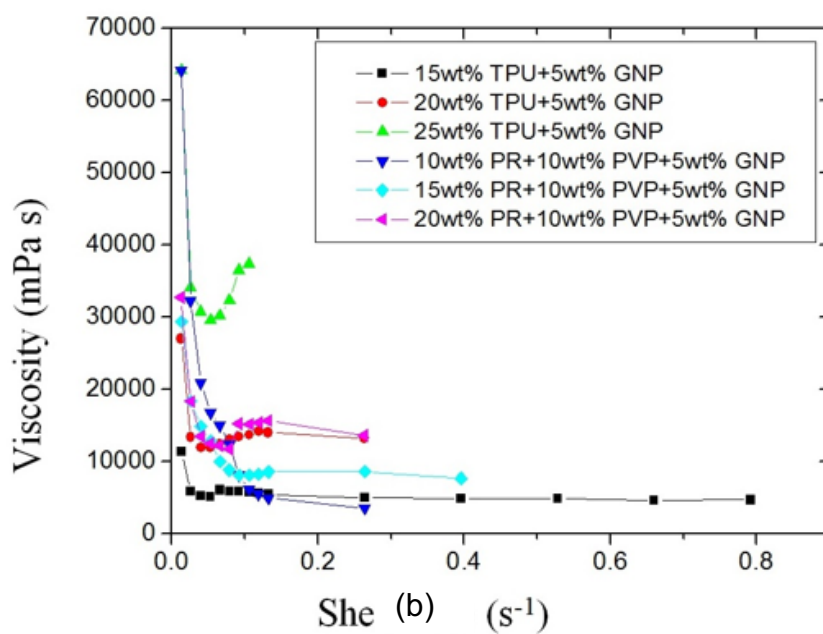 70000
60000
50000
40000
30000
20000
10000
0
Viscosity (mPa s)
15wt% TPU+5wt% GNP
20wt% TPU+5wt% GNP
25wt% TPU+5wt% GNP
10wt% PR+10wt% PVP+5wt% GNP
15wt% PR+10wt% PVP+5wt% GNP
20wt% PR+10wt% PVP+5wt% GNP
0.0 0.2 0.4 0.6 0.8
She (b) (s⁻¹)